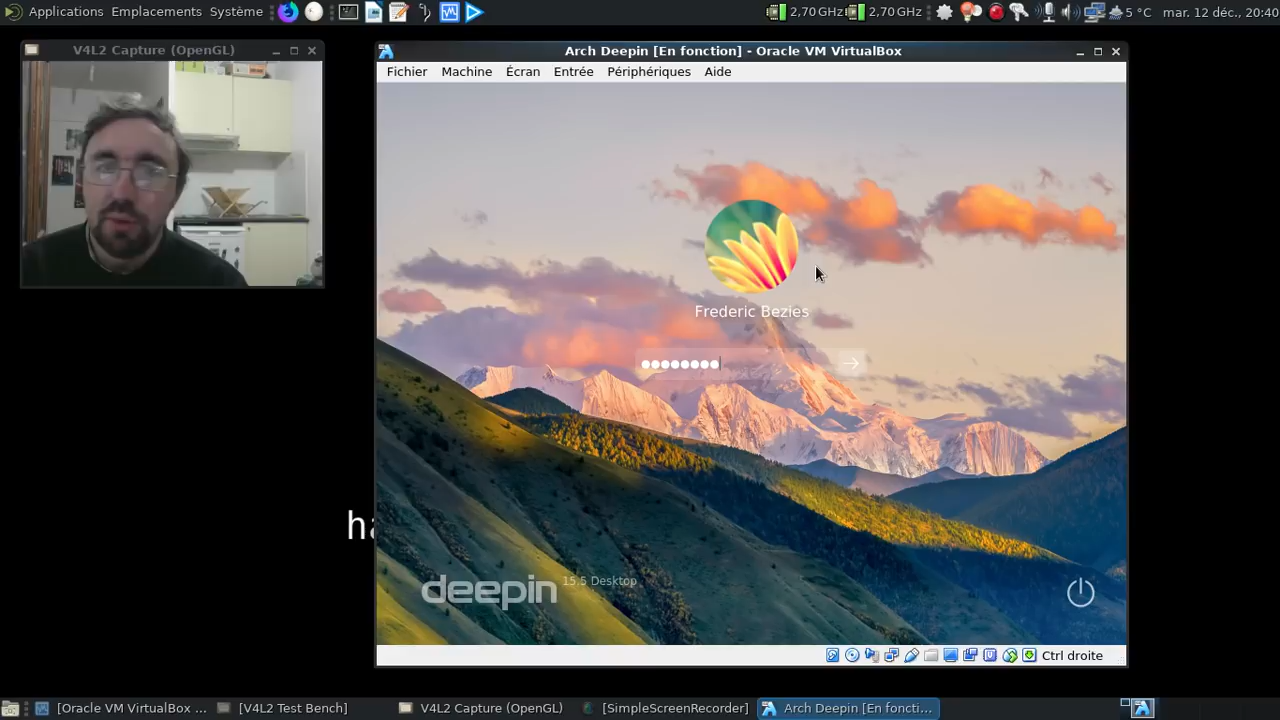 Applications Emplacements Système
2,70 GHz 2,70 GHz 5 °C mar. 12 déc., 20:40
V4L2 Capture (OpenGL)
Arch Deepin [En fonction] - Oracle VM VirtualBox
Fichier Machine Écran Entrée Périphériques Aide
Frederic Bezies
ha
deepin 15.5 Desktop
Ctrl droite
[Oracle VM VirtualBox ... [V4L2 Test Bench] V4L2 Capture (OpenGL) [SimpleScreenRecorder] Arch Deepin [En foncti...